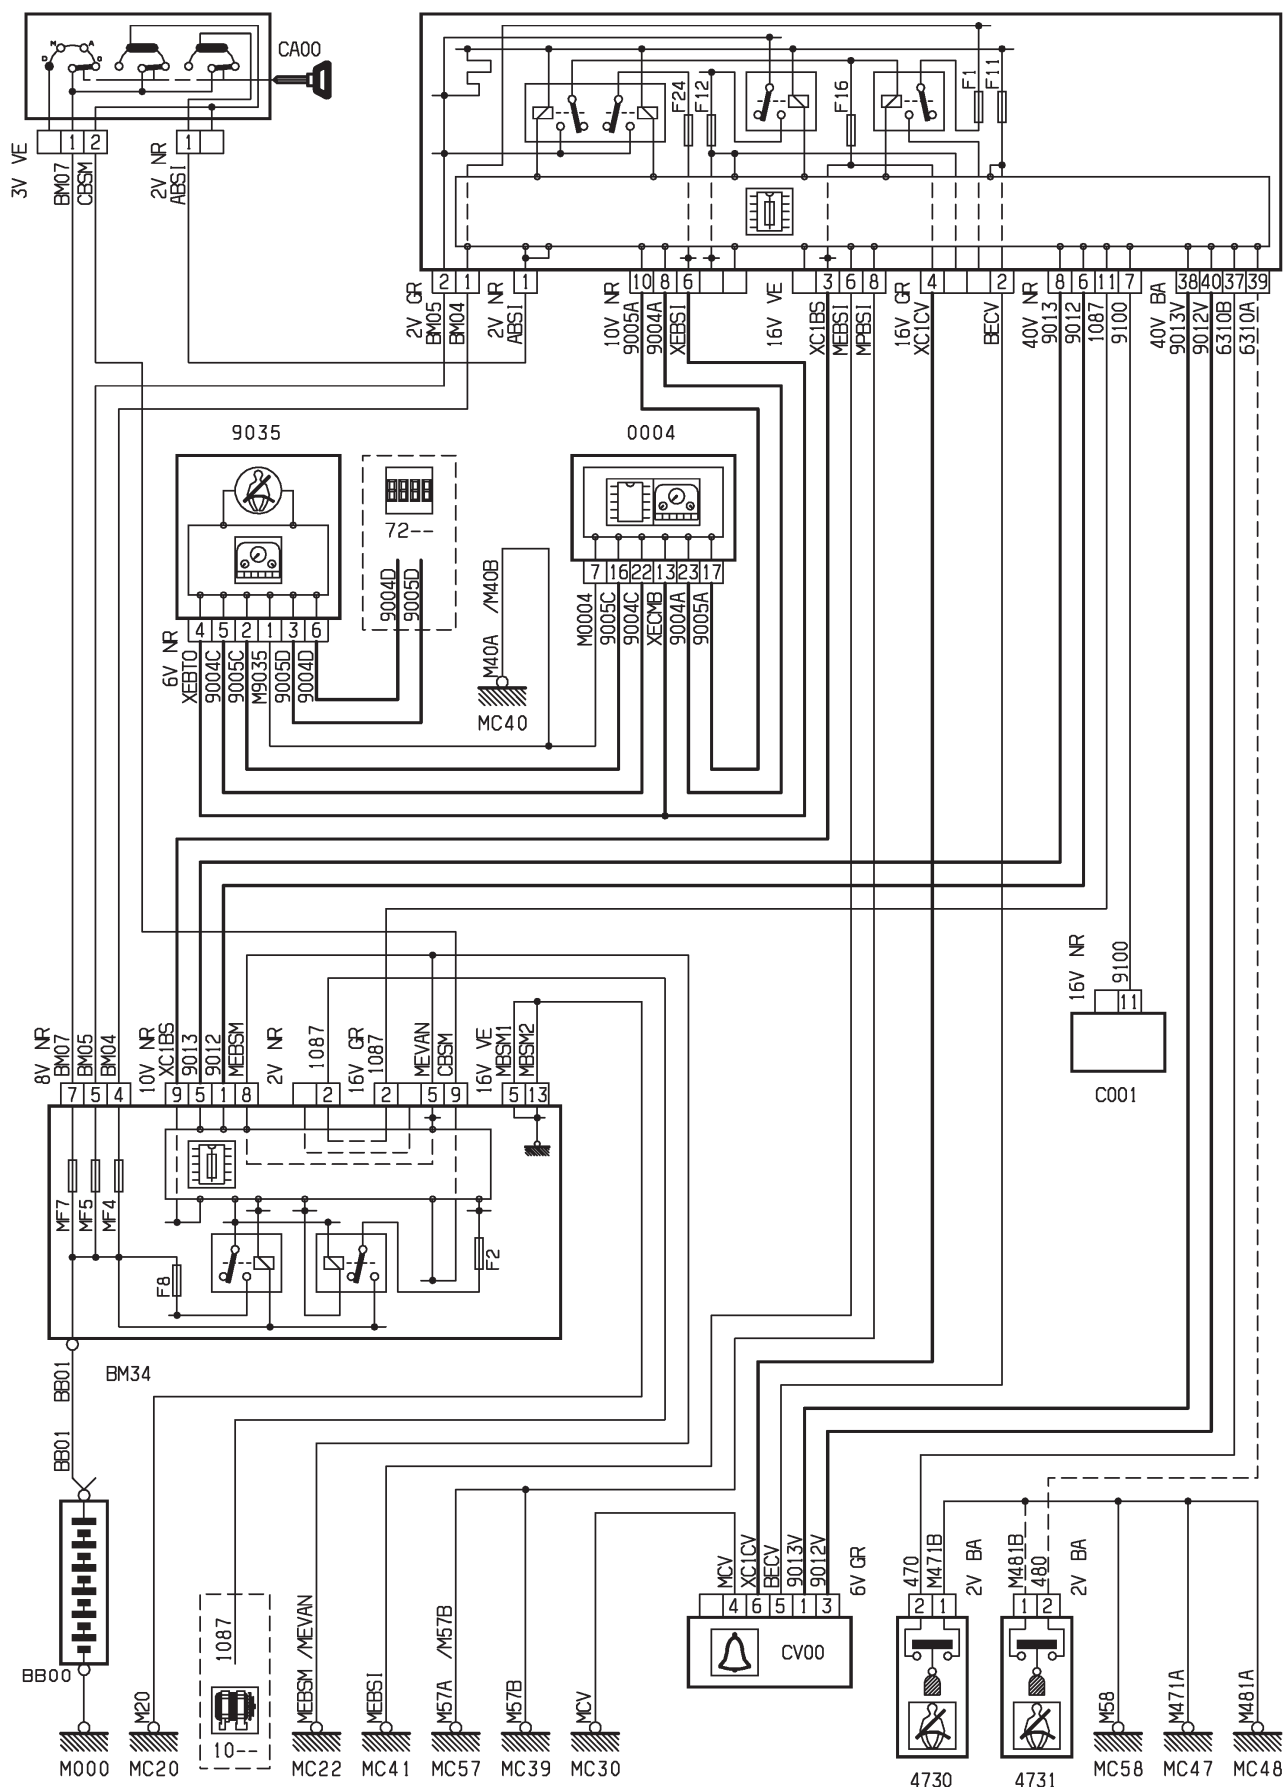 CA00
M A
D G
1 2
1
3V VE
BM07
CBSM
2V NR
ABSI
F24
F12
F16
F1
F11
2 1
1
10 8 6
3 6 8
4
2
8 6 11 7
38 40 37 39
2V GR
BM05
BM04
2V NR
ABSI
10V NR
9005A
9004A
XEBSI
16V VE
XC1BS
MEBSI
MPBSI
16V GR
XC1CV
BECV
40V NR
9013
9012
1087
9100
40V BA
9013V
9012V
6310B
6310A
9035
0004
72--
9004D
9005D
4 5 2 1 3 6
6V NR
XEBTO
9004C
9005C
M9035
9005D
9004D
M40A /M40B
MC40
7 16 22 13 23 17
M0004
9005C
9004C
XECMB
9004A
9005A
16V NR
9100
11
C001
8V NR
BM07
BM05
BM04
10V NR
XC1BS
9013
9012
MEBSM
2V NR
1087
16V GR
1087
MEVAN
CBSM
16V VE
MBSM1
MBSM2
7 5 4
9 5 1 8
2
2 5 9
5 13
MF7
MF5
MF4
F8
F2
BM34
BB01
BB01
BB00
M000
M20
MC20
1087
10--
MEBSM /MEVAN
MC22
MEBSI
MC41
M57A /M57B
MC57
M57B
MC39
MCV
MC30
MCV
XC1CV
BECV
9013V
9012V
6V GR
4 6 5 1 3
CV00
470
M471B
2V BA
2 1
4730
M481B
480
2V BA
1 2
4731
M58
MC58
M471A
MC47
M481A
MC48